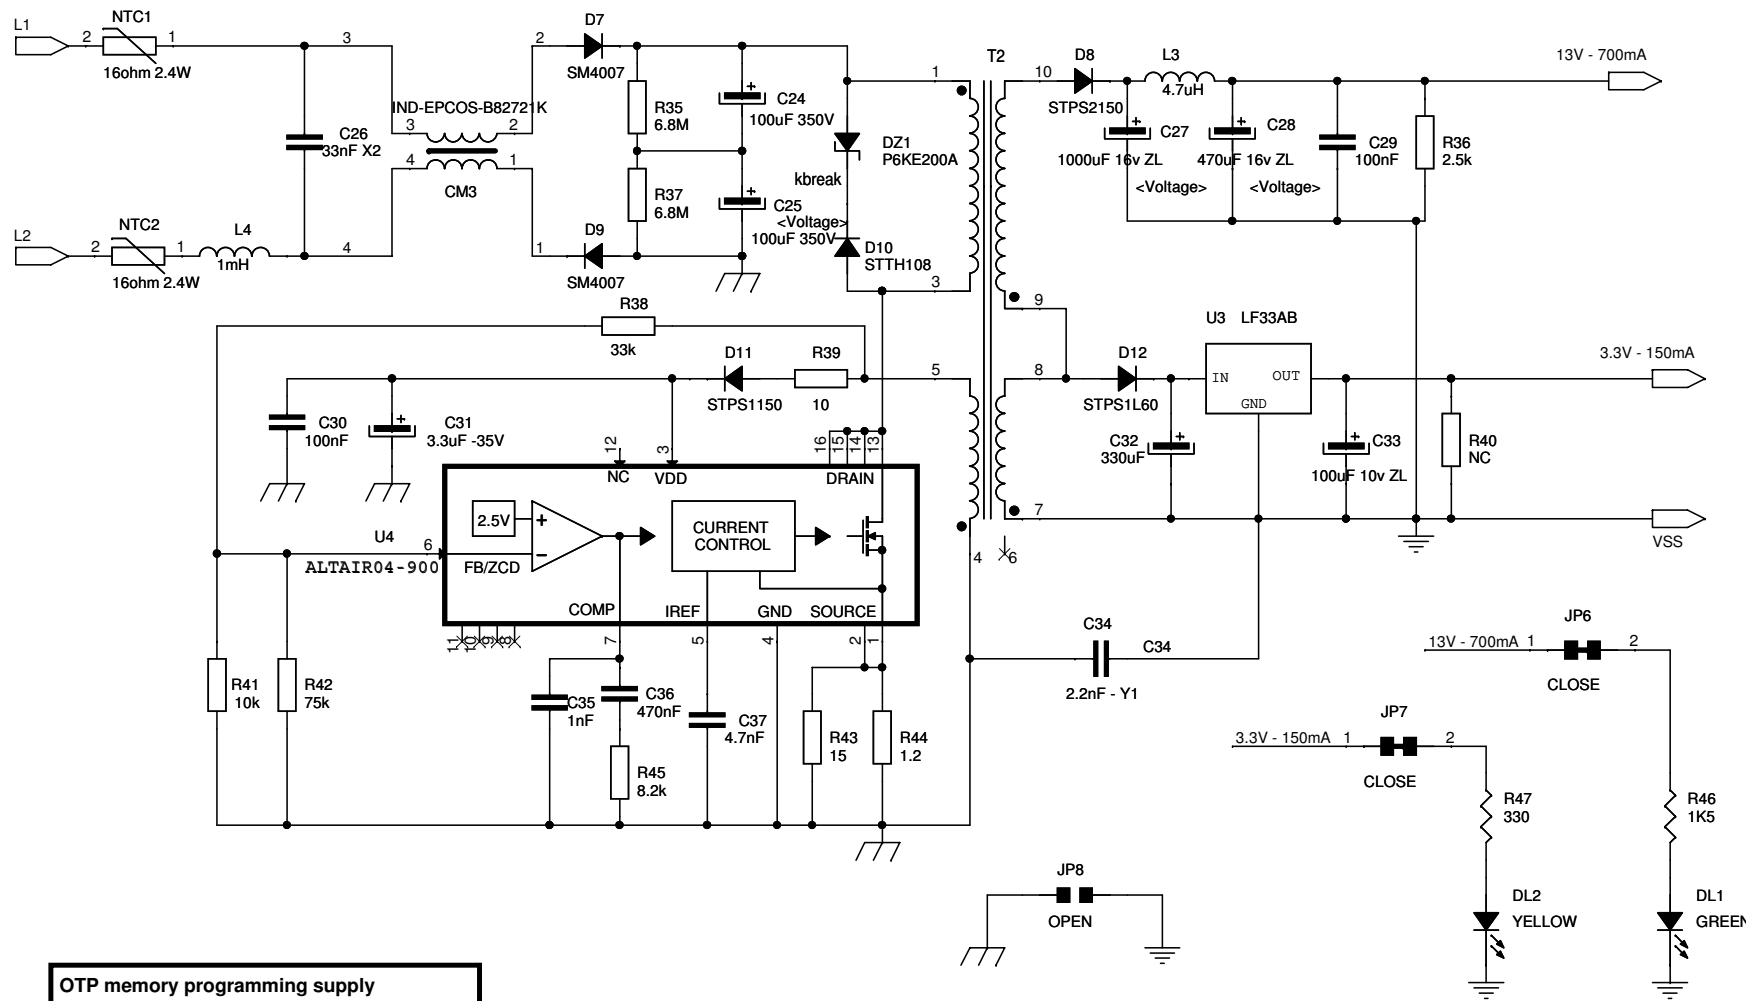 L1
NTC1
2
1
16ohm 2.4W
3
IND-EPCOS-B82721K
3
2
4
1
CM3
C26
33nF X2
L2
NTC2
2
1
16ohm 2.4W
L4
1mH
4
2
D7
SM4007
1
D9
SM4007
R35
6.8M
R37
6.8M
C24
100uF 350V
C25
<Voltage>
100uF 350V
DZ1
P6KE200A
kbreak
D10
STTH108
T2
1
3
5
4
10
9
8
7
6
D8
STPS2150
L3
4.7uH
13V - 700mA
C27
1000uF 16v ZL
<Voltage>
C28
470uF 16v ZL
<Voltage>
C29
100nF
R36
2.5k
U3 LF33AB
IN
OUT
GND
D12
STPS1L60
3.3V - 150mA
C32
330uF
C33
100uF 10v ZL
R40
NC
VSS
R38
33k
D11
STPS1150
R39
10
C30
100nF
C31
3.3uF -35V
12
NC
3
VDD
16
15
14
13
DRAIN
2.5V
+
−
CURRENT
CONTROL
U4
ALTAIR04-900
6
FB/ZCD
COMP
IREF
GND
SOURCE
11
10
9
8
7
5
4
2
1
R41
10k
R42
75k
C35
1nF
C36
470nF
R45
8.2k
C37
4.7nF
R43
15
R44
1.2
C34
C34
2.2nF - Y1
JP6
13V - 700mA 1
2
CLOSE
JP7
3.3V - 150mA 1
2
CLOSE
R47
330
R46
1K5
DL2
YELLOW
DL1
GREEN
JP8
OPEN
OTP memory programming supply